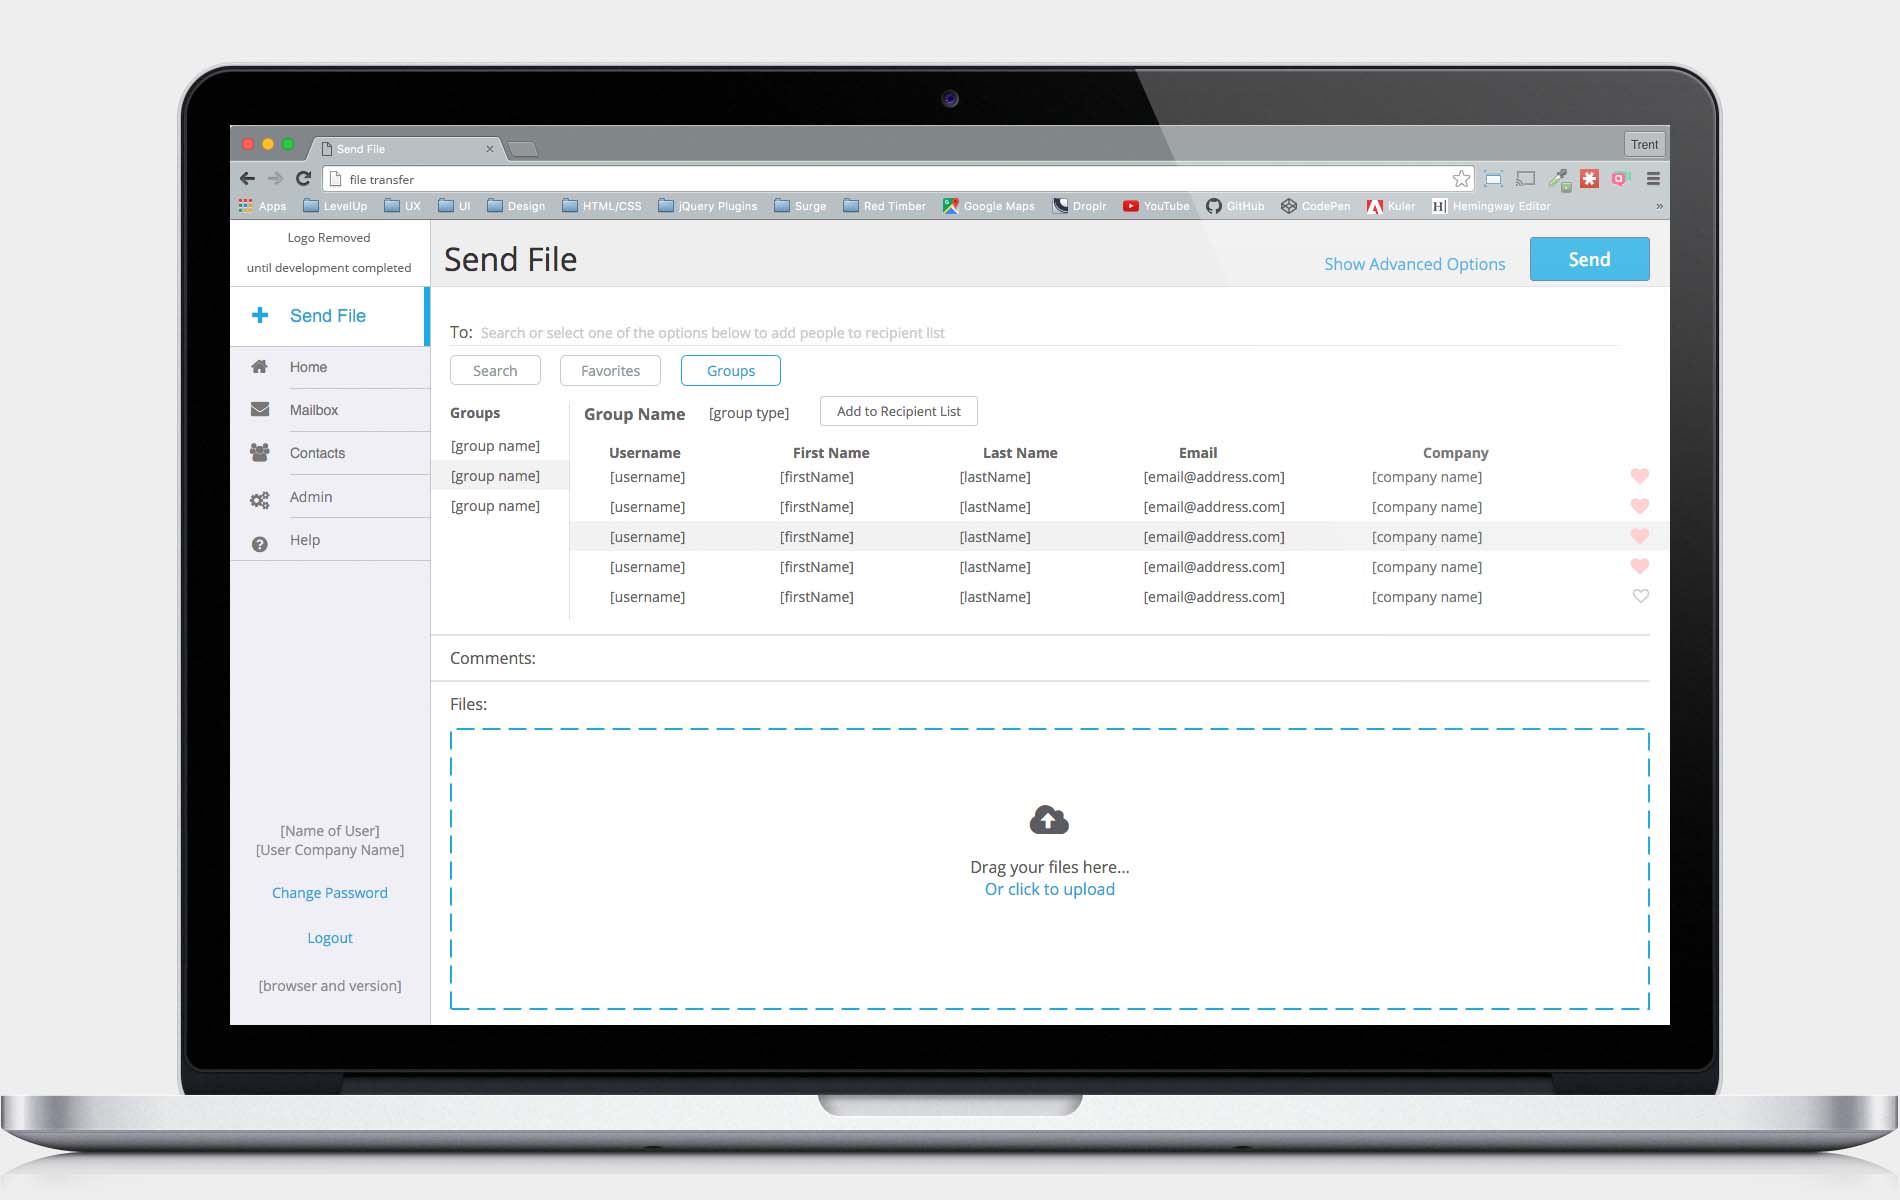 Send File
Trent
file transfer
Apps LevelUp UX UI Design HTML/CSS jQuery Plugins Surge Red Timber Google Maps Droplr YouTube GitHub CodePen Kuler Hemingway Editor »
Logo Removed
until development completed
Send File
Home
Mailbox
Contacts
Admin
Help
[Name of User]
[User Company Name]
Change Password
Logout
[browser and version]
Send File
Show Advanced Options
Send
To: Search or select one of the options below to add people to recipient list
Search Favorites Groups
Groups
[group name]
[group name]
[group name]
Group Name [group type] Add to Recipient List
Username First Name Last Name Email Company
[username] [firstName] [lastName] [email@address.com] [company name]
[username] [firstName] [lastName] [email@address.com] [company name]
[username] [firstName] [lastName] [email@address.com] [company name]
[username] [firstName] [lastName] [email@address.com] [company name]
[username] [firstName] [lastName] [email@address.com] [company name]
Comments:
Files:
Drag your files here...
Or click to upload